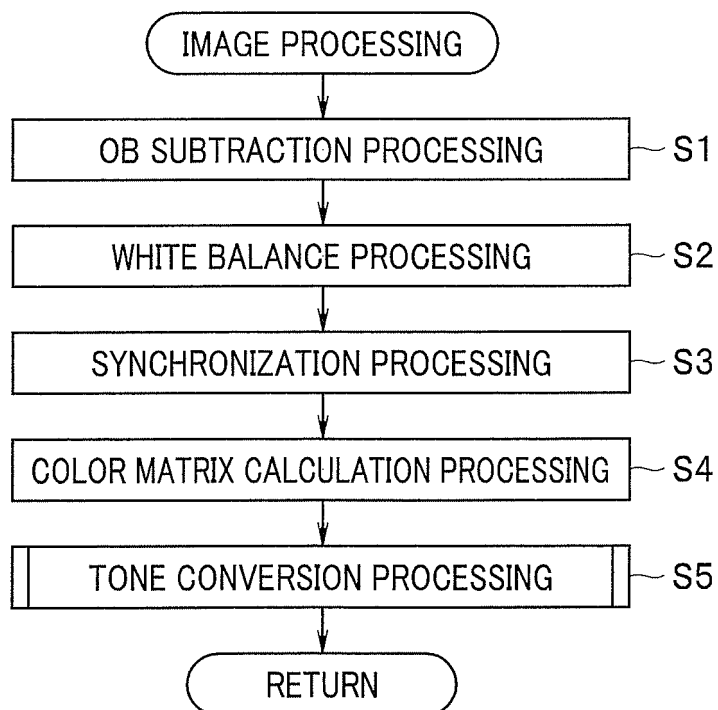 IMAGE PROCESSING
OB SUBTRACTION PROCESSING S1
WHITE BALANCE PROCESSING S2
SYNCHRONIZATION PROCESSING S3
COLOR MATRIX CALCULATION PROCESSING S4
TONE CONVERSION PROCESSING S5
RETURN